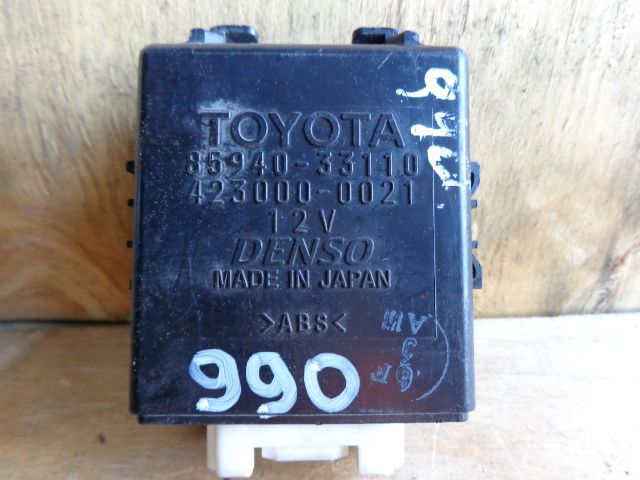 TOYOTA
85940-33110
423000-0021
12V
DENSO
MADE IN JAPAN
>ABS<
990